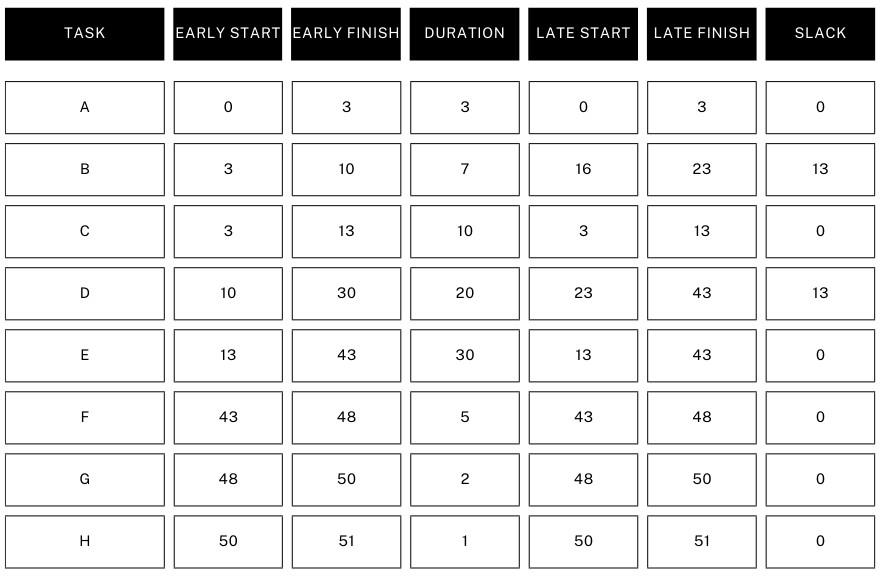 TASK EARLY START EARLY FINISH DURATION LATE START LATE FINISH SLACK
A 0 3 3 0 3 0
B 3 10 7 16 23 13
C 3 13 10 3 13 0
D 10 30 20 23 43 13
E 13 43 30 13 43 0
F 43 48 5 43 48 0
G 48 50 2 48 50 0
H 50 51 1 50 51 0